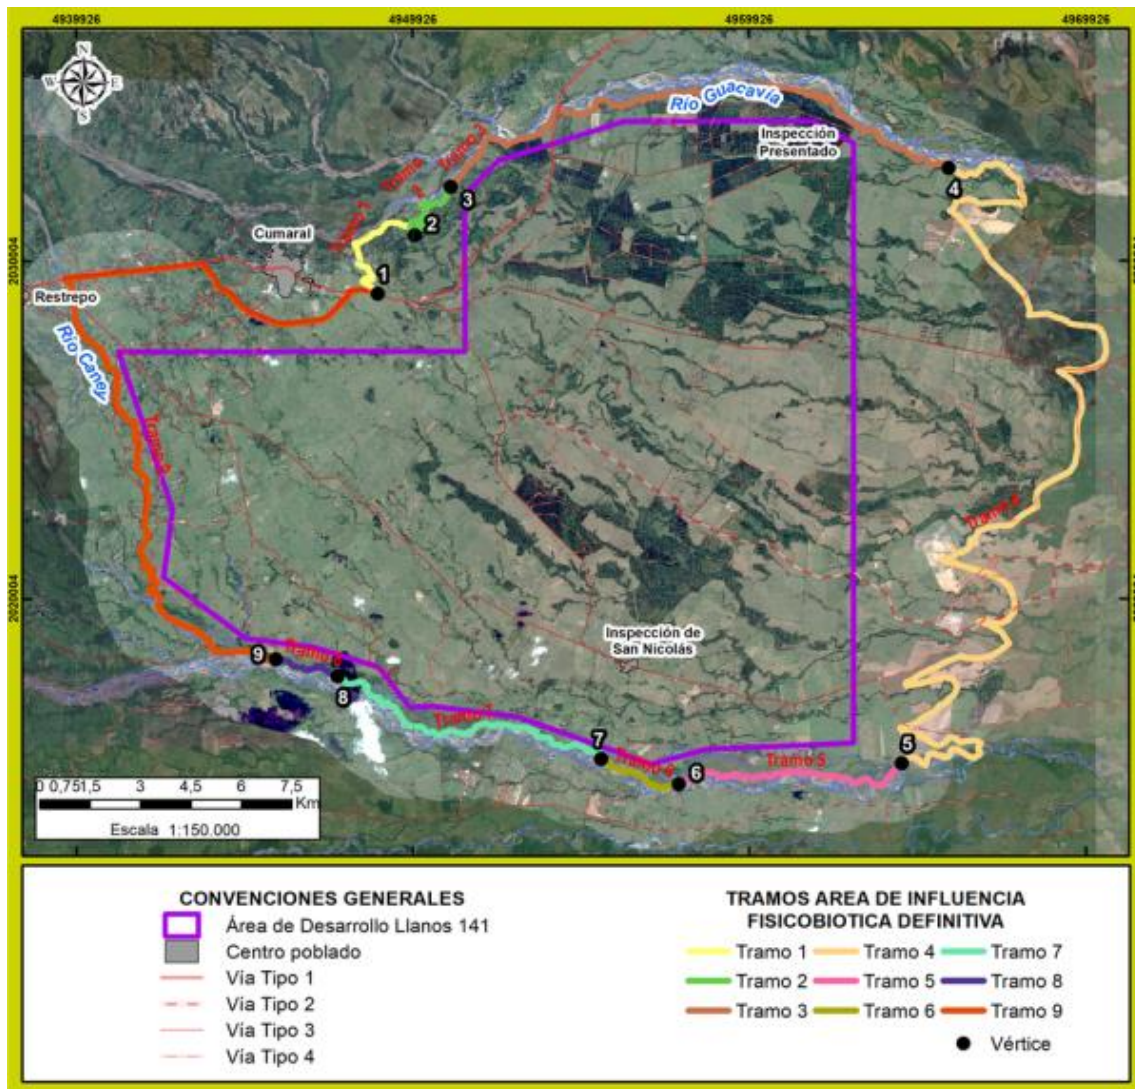 4939926 4949926 4959926 4969926
N
W E
S
Río Guacavía
Inspección
Presentado
Tramo 3
Tramo
2
3
4
Tramo 1
2
Cumaral
1
2030004
Restrepo
Río Caney
Tramo 9
Tramo 4
2020004
Inspección de
San Nicolás
9
Tramo 8
8
Tramo 7
7
Tramo 6
6
Tramo 5
5
0 0,751,5 3 4,5 6 7,5
Km
Escala 1:150.000
CONVENCIONES GENERALES
Área de Desarrollo Llanos 141
Centro poblado
Vía Tipo 1
Vía Tipo 2
Vía Tipo 3
Vía Tipo 4
TRAMOS AREA DE INFLUENCIA
FISICOBIOTICA DEFINITIVA
Tramo 1 Tramo 4 Tramo 7
Tramo 2 Tramo 5 Tramo 8
Tramo 3 Tramo 6 Tramo 9
Vértice